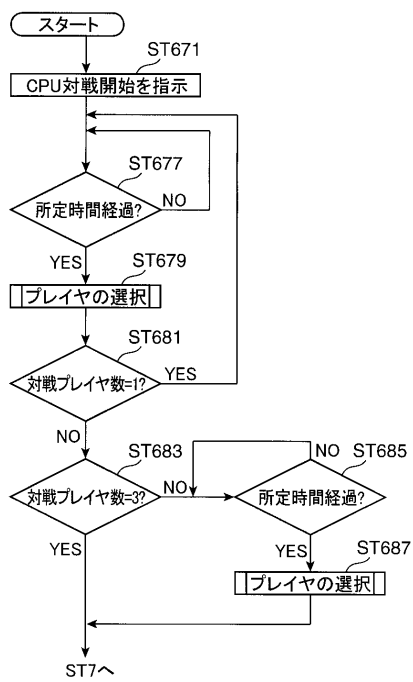 スタート
ST671
CPU対戦開始を指示
ST677
所定時間経過?
NO
YES
ST679
プレイヤの選択
ST681
対戦プレイヤ数=1?
YES
NO
ST683
対戦プレイヤ数=3?
NO
YES
NO
ST685
所定時間経過?
YES
ST687
プレイヤの選択
ST7へ